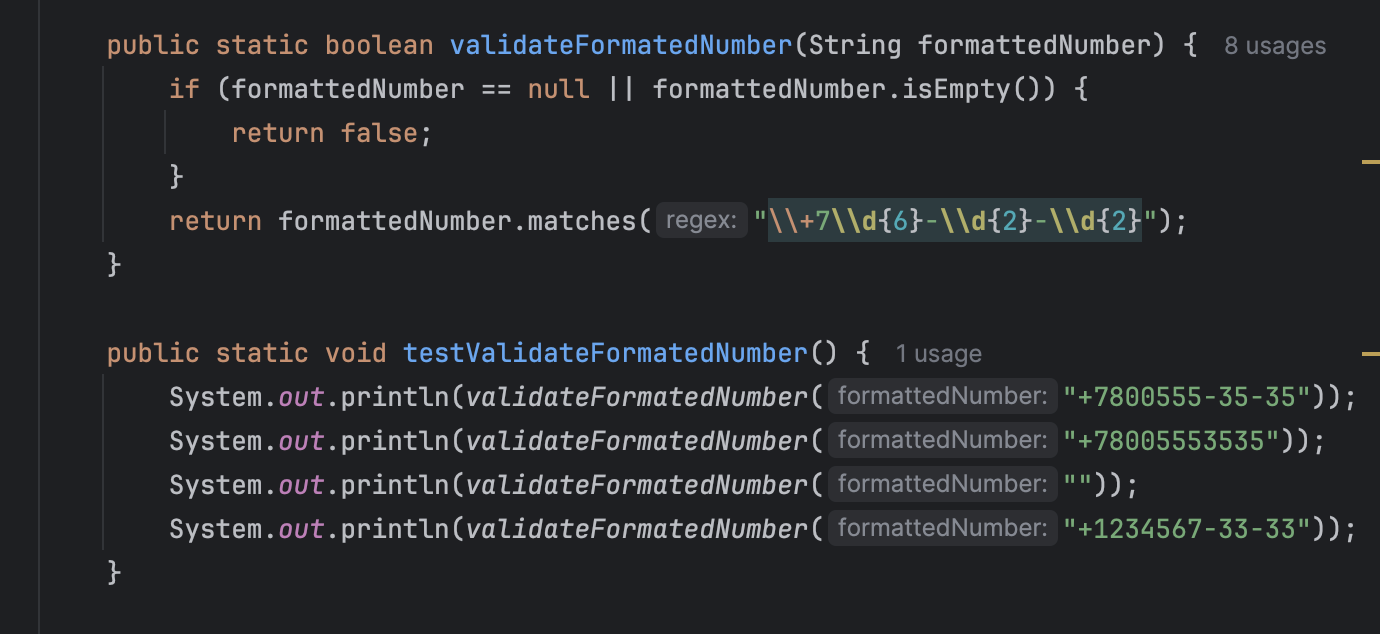 public static boolean validateFormatedNumber(String formattedNumber) { 8 usages
if (formattedNumber == null || formattedNumber.isEmpty()) {
return false;
}
return formattedNumber.matches( regex: "\\+7\\d{6}-\\d{2}-\\d{2}");
}
public static void testValidateFormatedNumber() { 1 usage
System.out.println(validateFormatedNumber( formattedNumber: "+7800555-35-35"));
System.out.println(validateFormatedNumber( formattedNumber: "+78005553535"));
System.out.println(validateFormatedNumber( formattedNumber: ""));
System.out.println(validateFormatedNumber( formattedNumber: "+1234567-33-33"));
}